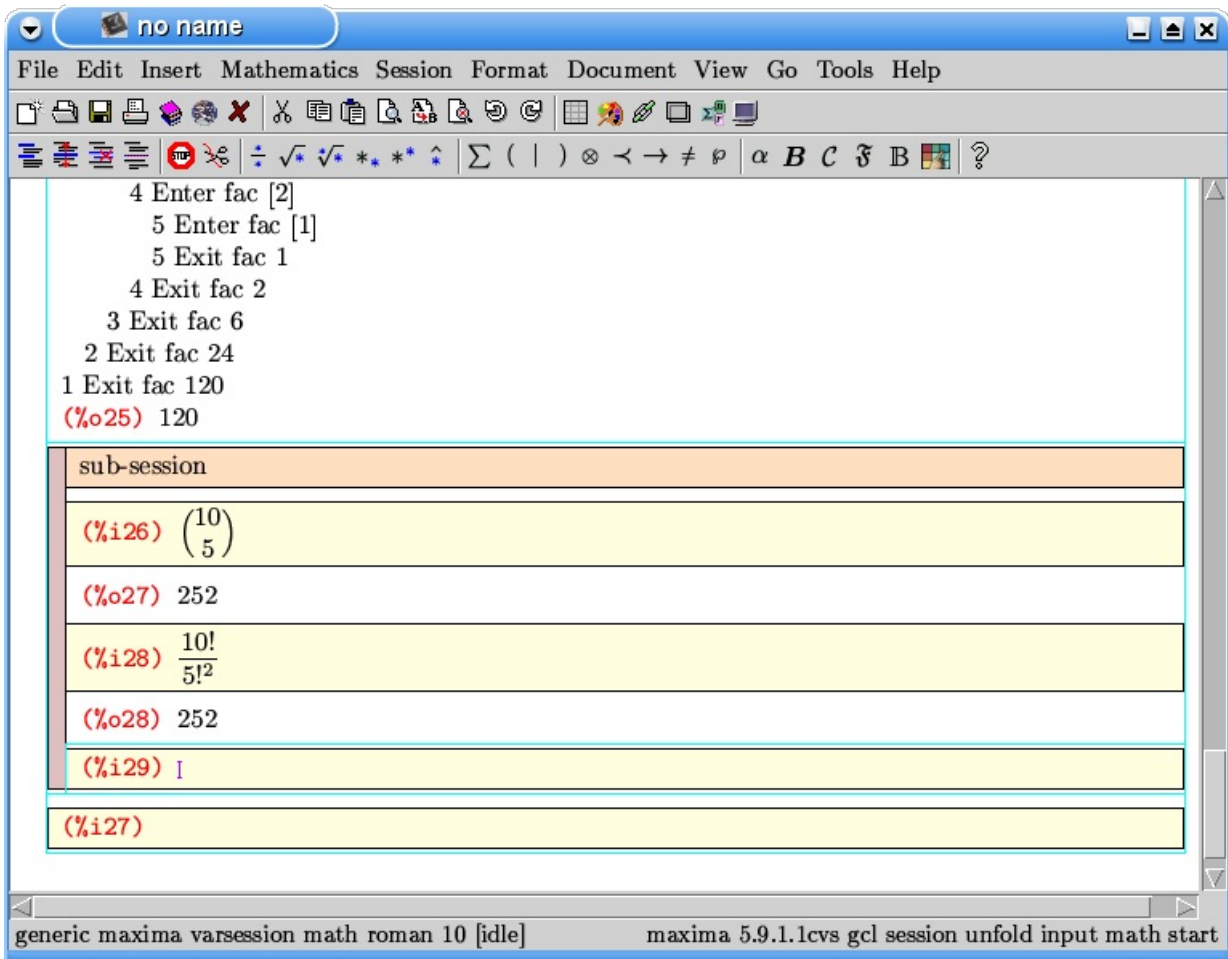 no name
File Edit Insert Mathematics Session Format Document View Go Tools Help
4 Enter fac [2]
5 Enter fac [1]
5 Exit fac 1
4 Exit fac 2
3 Exit fac 6
2 Exit fac 24
1 Exit fac 120
(%o25) 120
sub-session
(%i26) (10
5)
(%o27) 252
(%i28) 10!
5!²
(%o28) 252
(%i29)
(%i27)
generic maxima varsession math roman 10 [idle] maxima 5.9.1.1cvs gcl session unfold input math start